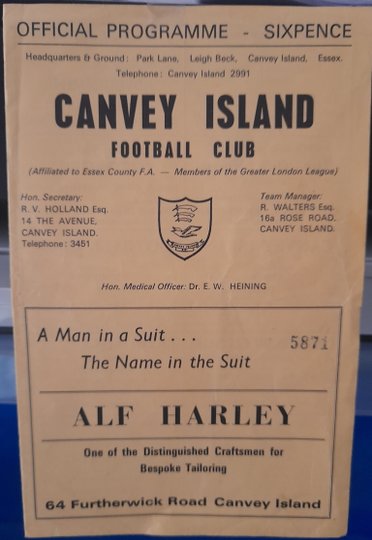 OFFICIAL PROGRAMME - SIXPENCE
Headquarters & Ground: Park Lane, Leigh Beck, Canvey Island, Essex.
Telephone: Canvey Island 2991
CANVEY ISLAND
FOOTBALL CLUB
(Affiliated to Essex County F.A. — Members of the Greater London League)
Hon. Secretary:
R. V. HOLLAND Esq.
14 THE AVENUE,
CANVEY ISLAND.
Telephone: 3451
Team Manager:
R. WALTERS Esq.
16a ROSE ROAD,
CANVEY ISLAND.
Hon. Medical Officer: Dr. E. W. HEINING
A Man in a Suit . . .
5871
The Name in the Suit
ALF HARLEY
One of the Distinguished Craftsmen for
Bespoke Tailoring
64 Furtherwick Road Canvey Island